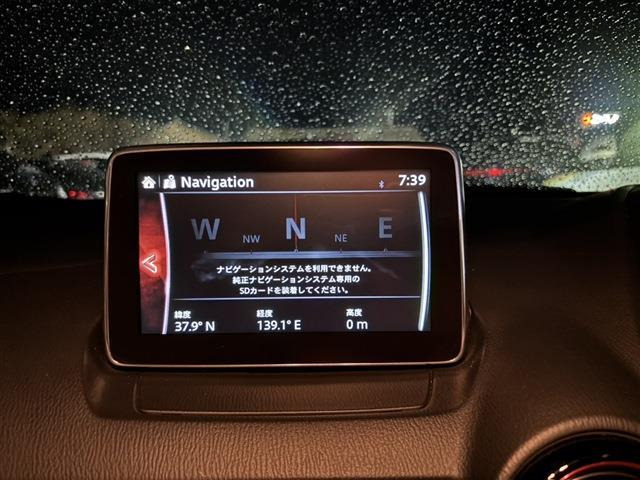 Navigation 7:39
W NW N NE E
ナビゲーションシステムを利用できません。
純正ナビゲーションシステム専用の
SDカードを装着してください。
緯度 経度 高度
37.9° N 139.1° E 0 m